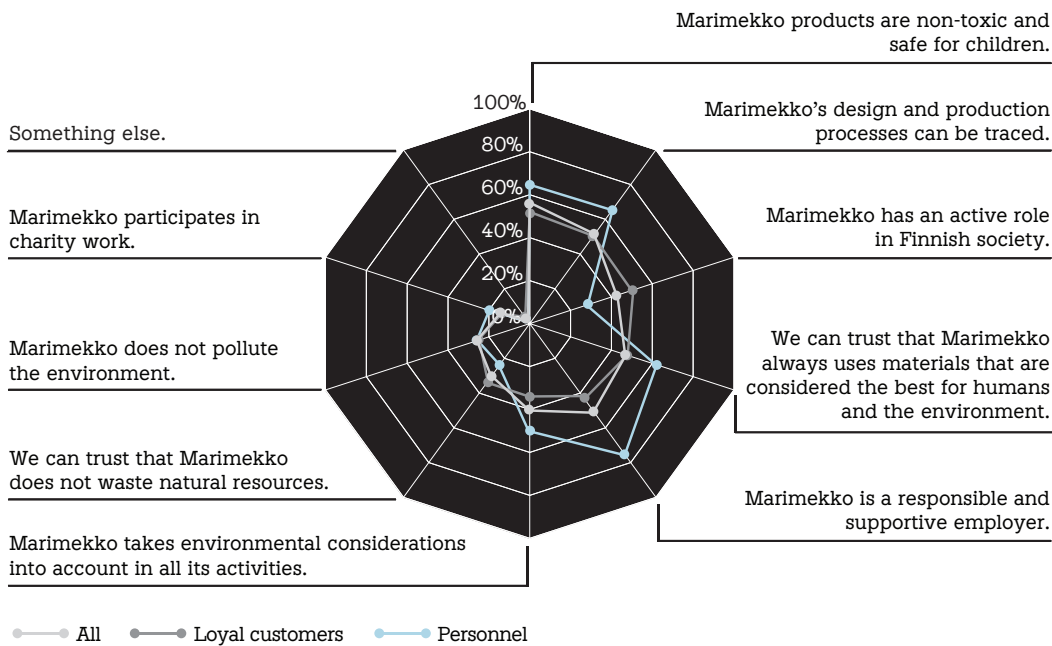 Marimekko products are non-toxic and
safe for children.
Marimekko’s design and production
processes can be traced.
Marimekko has an active role
in Finnish society.
We can trust that Marimekko
always uses materials that are
considered the best for humans
and the environment.
Marimekko is a responsible and
supportive employer.
Marimekko takes environmental considerations
into account in all its activities.
We can trust that Marimekko
does not waste natural resources.
Marimekko does not pollute
the environment.
Marimekko participates in
charity work.
Something else.
100%
80%
60%
40%
20%
0%
All
Loyal customers
Personnel